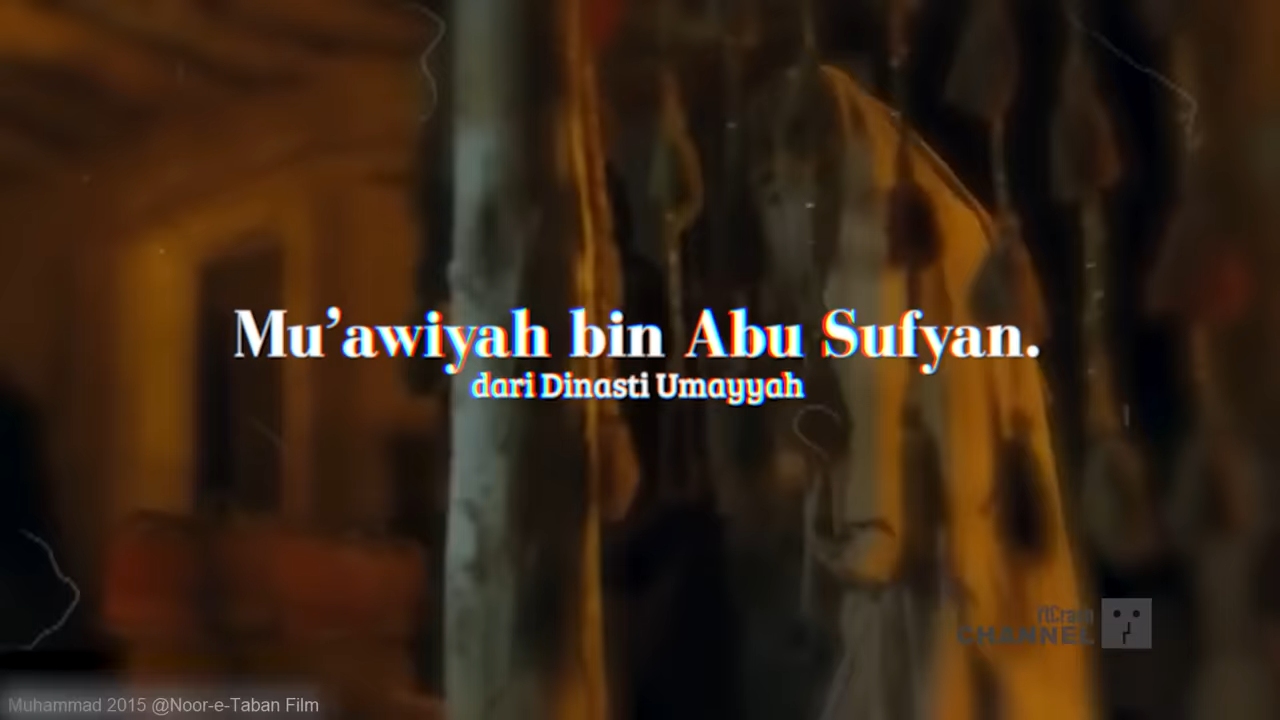 Mu’awiyah bin Abu Sufyan.
dari Dinasti Umayyah
CHANNEL
Muhammad 2015 @Noor-e-Taban Film